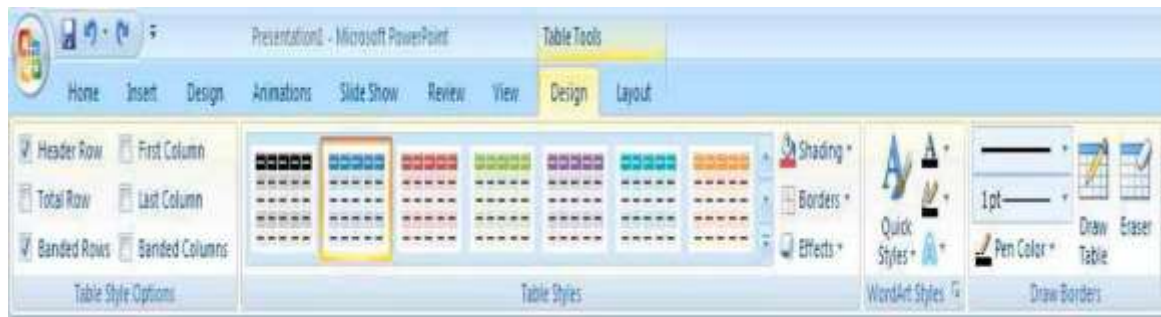 Presentation1 - Microsoft PowerPoint
Table Tools
Home Insert Design Animations Slide Show Review View Design Layout
Header Row First Column
Total Row Last Column
Banded Rows Banded Columns
Table Style Options
Shading
Borders
Effects
Table Styles
Quick
Styles
WordArt Styles
1 pt
Pen Color
Draw
Table
Eraser
Draw Borders